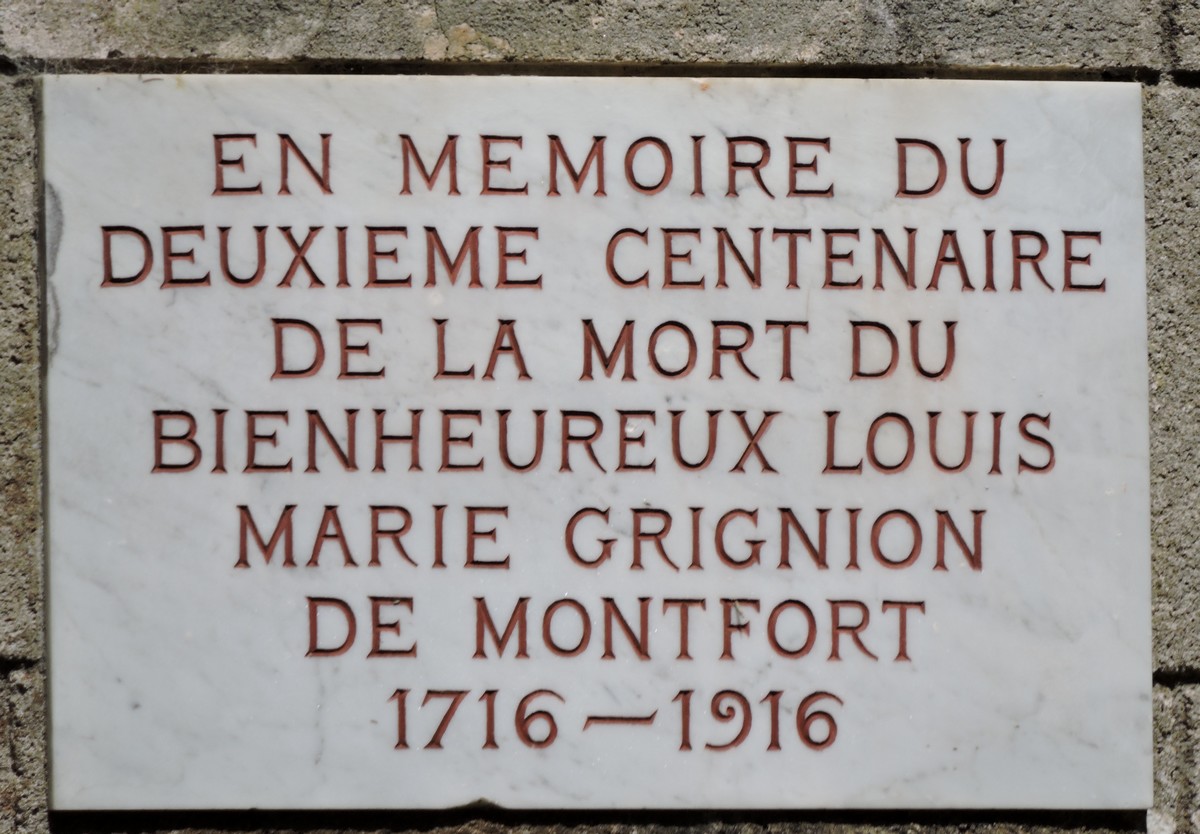 EN MEMOIRE DU
DEUXIEME CENTENAIRE
DE LA MORT DU
BIENHEUREUX LOUIS
MARIE GRIGNION
DE MONTFORT
1716 — 1916